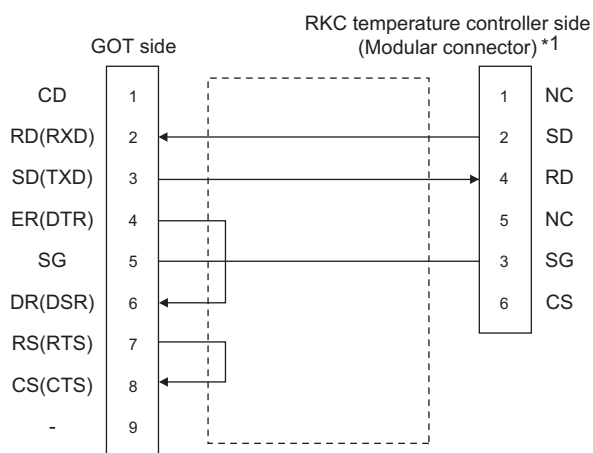 RKC temperature controller side
(Modular connector) *1
GOT side
CD 1 1 NC
RD(RXD) 2 2 SD
SD(TXD) 3 4 RD
ER(DTR) 4 5 NC
SG 5 3 SG
DR(DSR) 6 6 CS
RS(RTS) 7
CS(CTS) 8
- 9